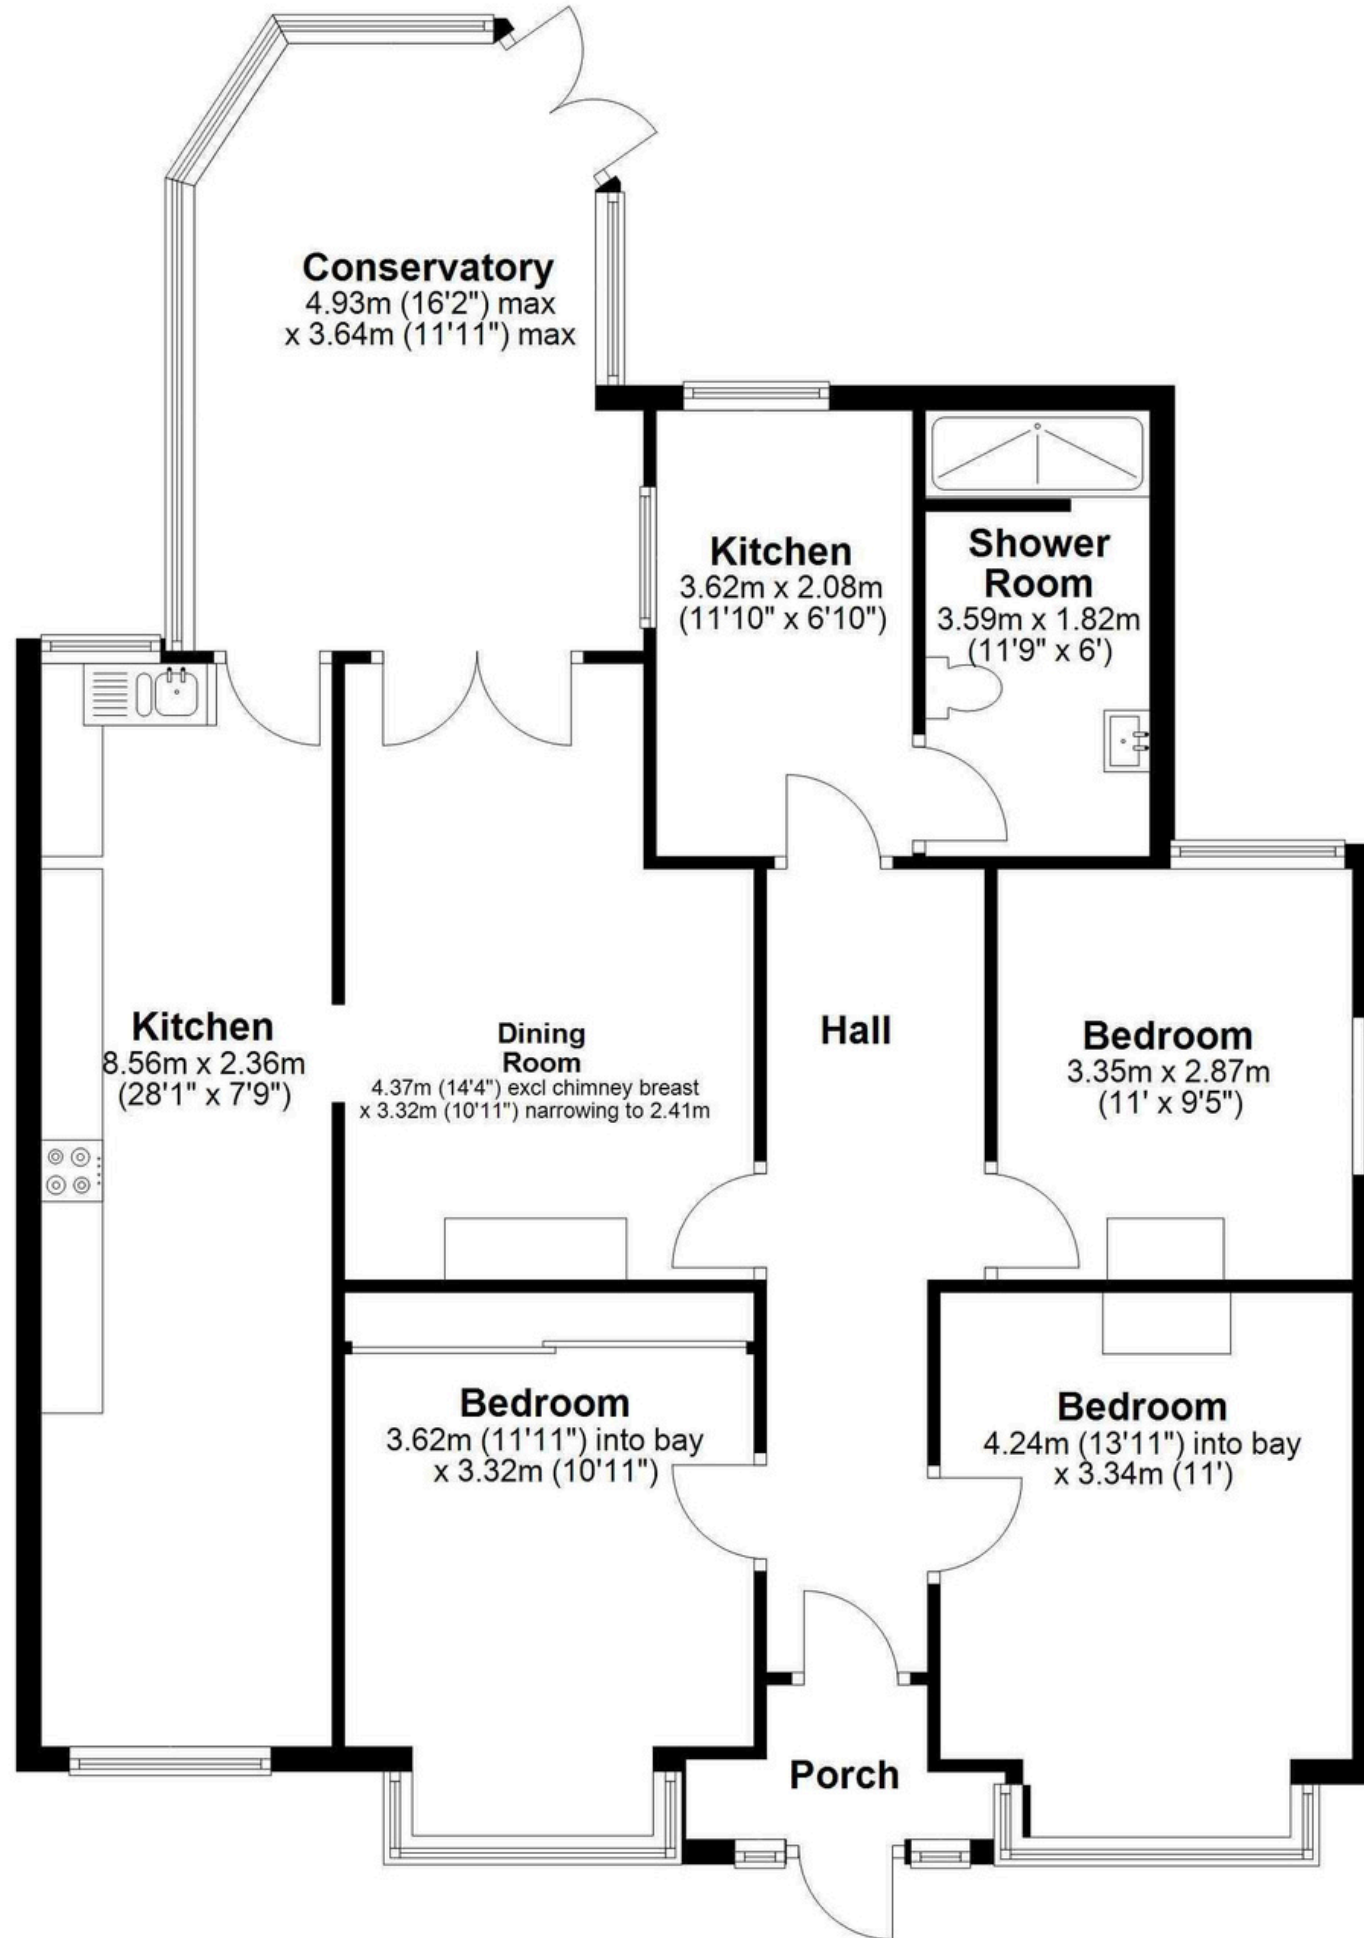 Conservatory
4.93m (16'2") max
x 3.64m (11'11") max
Kitchen
3.62m x 2.08m
(11'10" x 6'10")
Shower
Room
3.59m x 1.82m
(11'9" x 6')
Kitchen
8.56m x 2.36m
(28'1" x 7'9")
Dining
Room
4.37m (14'4") excl chimney breast
x 3.32m (10'11") narrowing to 2.41m
Hall
Bedroom
3.35m x 2.87m
(11' x 9'5")
Bedroom
3.62m (11'11") into bay
x 3.32m (10'11")
Bedroom
4.24m (13'11") into bay
x 3.34m (11')
Porch